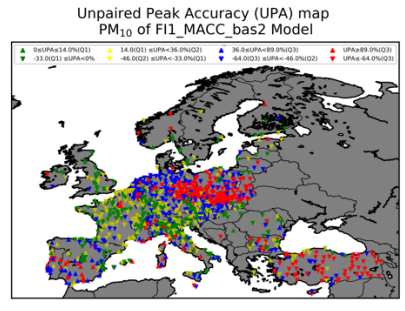 Unpaired Peak Accuracy (UPA) map
PM10 of FI1_MACC_bas2 Model
0≤UPA≤14.0%(Q1) 14.0(Q1) ≤UPA<36.0%(Q2) 36.0≤UPA<89.0%(Q3) UPA≥89.0%(Q3)
-33.0(Q1) ≤UPA<0% -46.0(Q2) ≤UPA<-33.0%(Q1) -64.0(Q3) ≤UPA<-46.0%(Q2) UPA≤-64.0%(Q3)